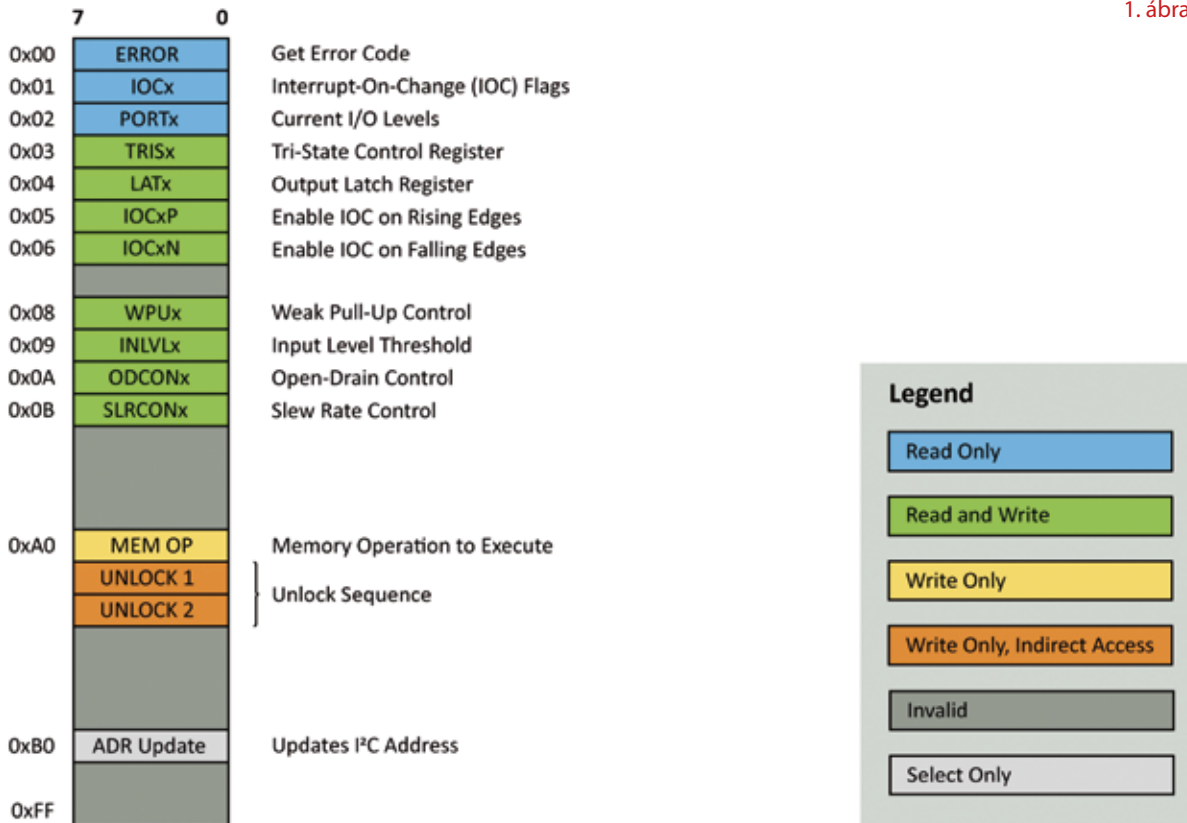 1. ábra
7 0
0x00 ERROR Get Error Code
0x01 IOCx Interrupt-On-Change (IOC) Flags
0x02 PORTx Current I/O Levels
0x03 TRISx Tri-State Control Register
0x04 LATx Output Latch Register
0x05 IOCxP Enable IOC on Rising Edges
0x06 IOCxN Enable IOC on Falling Edges
0x08 WPUx Weak Pull-Up Control
0x09 INLVLx Input Level Threshold
0x0A ODCONx Open-Drain Control
0x0B SLRCONx Slew Rate Control
0xA0 MEM OP Memory Operation to Execute
UNLOCK 1
Unlock Sequence
UNLOCK 2
0xB0 ADR Update Updates I²C Address
0xFF
Legend
Read Only
Read and Write
Write Only
Write Only, Indirect Access
Invalid
Select Only